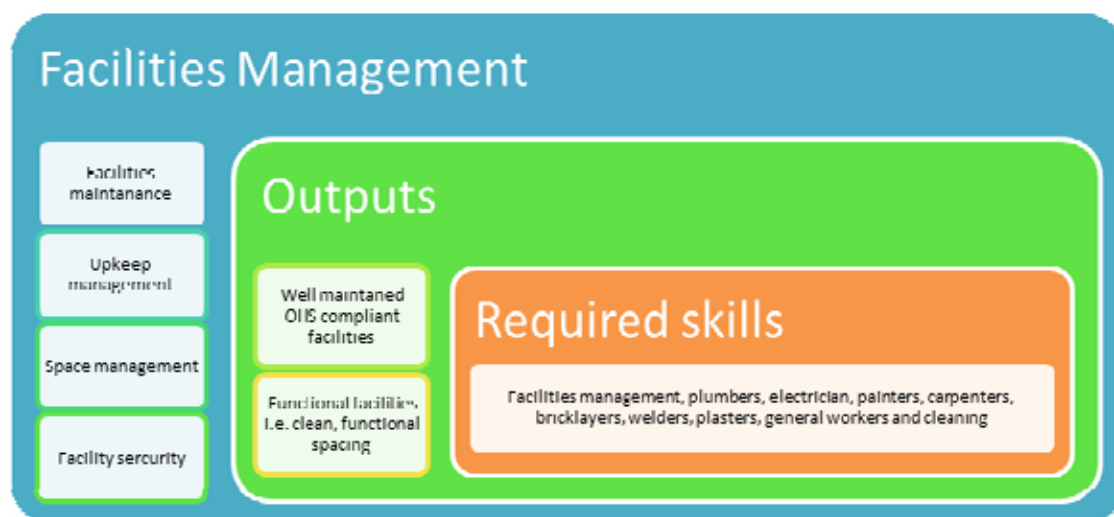 Facilities Management
Facilities
maintanance
Upkeep
management
Space management
Facility sercurity
Outputs
Well maintaned
OHS compliant
facilities
Functional facilities
i.e. clean, functional
spacing
Required skills
Facilities management, plumbers, electrician, painters, carpenters,
bricklayers, welders, plasters, general workers and cleaning